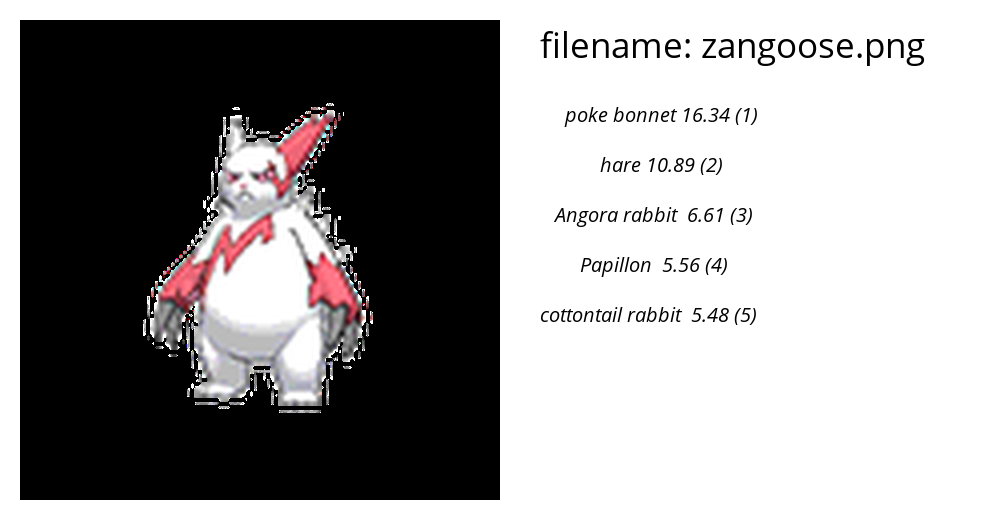 filename: zangoose.png
poke bonnet 16.34 (1)
hare 10.89 (2)
Angora rabbit  6.61 (3)
Papillon  5.56 (4)
cottontail rabbit  5.48 (5)